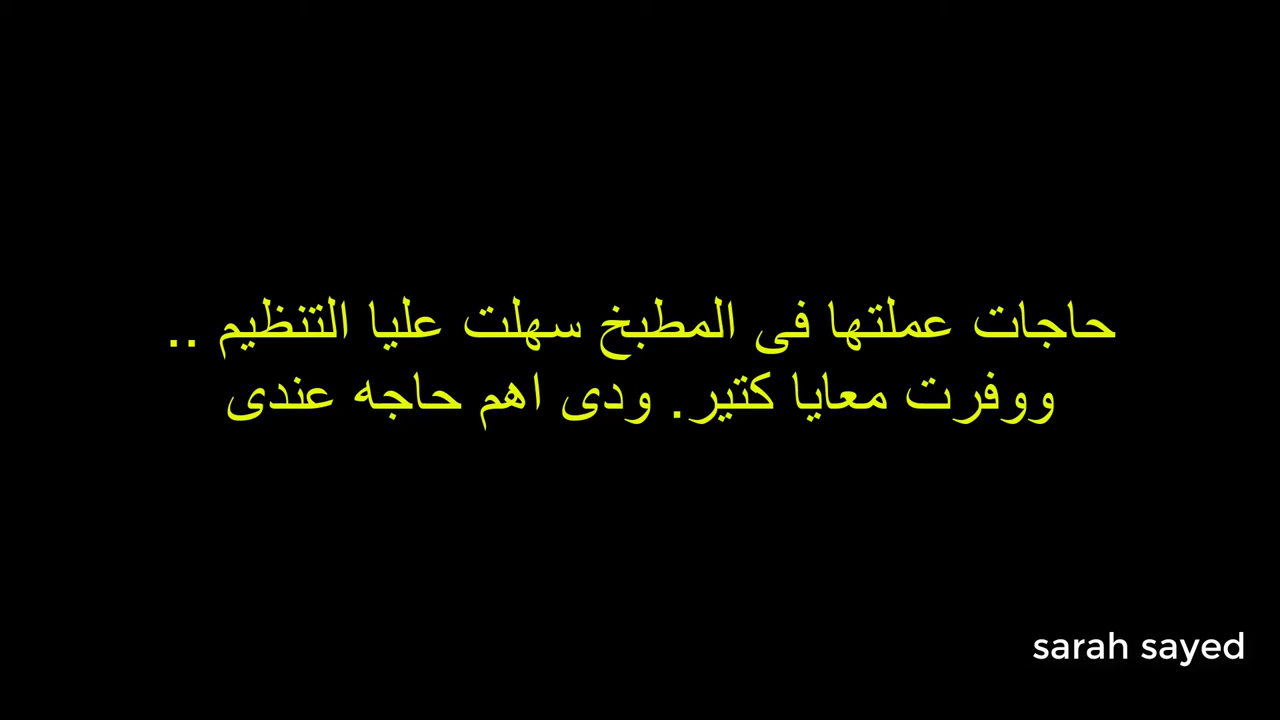 حاجات عملتها فى المطبخ سهلت عليا التنظيم ..
ووفرت معايا كتير. ودى اهم حاجه عندى
sarah sayed